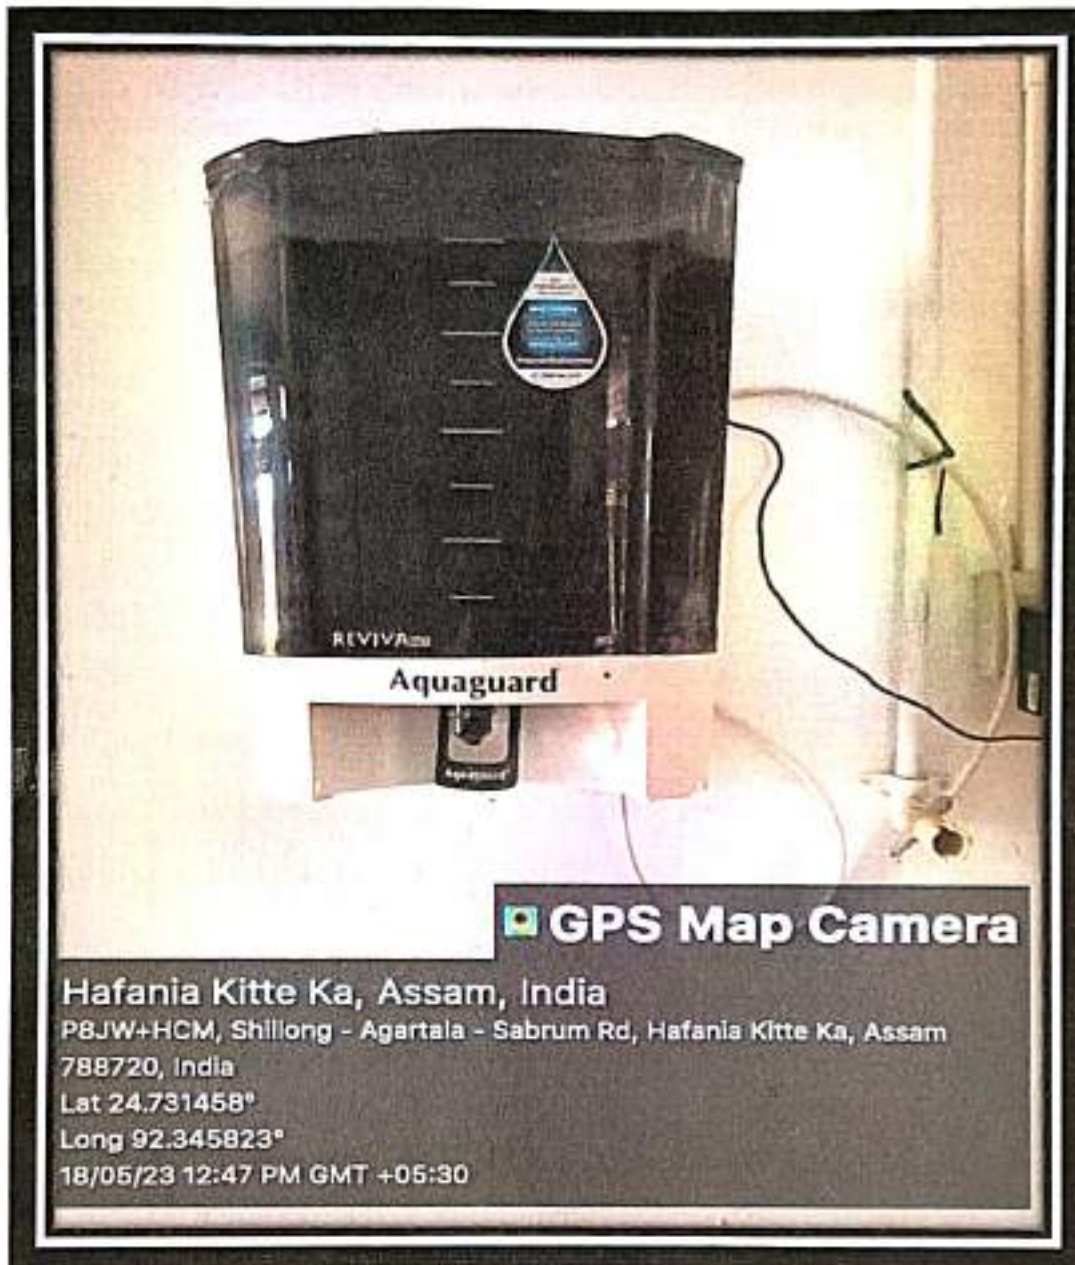 REVIVA
Aquaguard
Aquaguard
GPS Map Camera
Hafania Kitte Ka, Assam, India
P8JW+HCM, Shillong - Agartala - Sabrum Rd, Hafania Kitte Ka, Assam
788720, India
Lat 24.731458°
Long 92.345823°
18/05/23 12:47 PM GMT +05:30